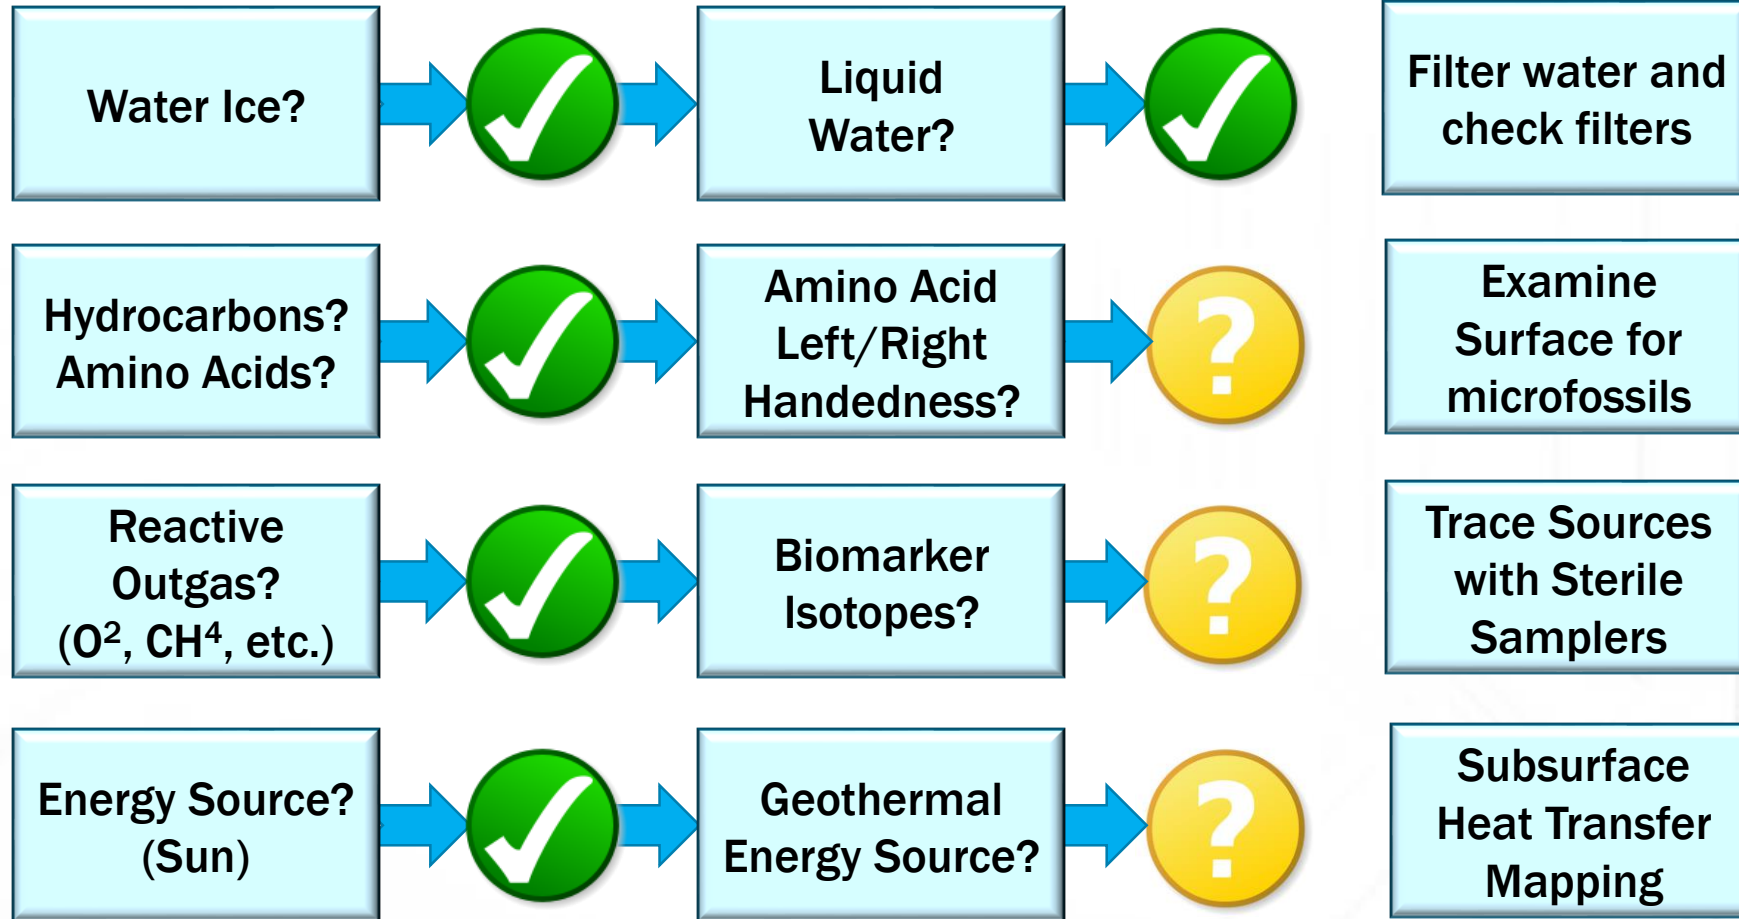 Water Ice?
Liquid
Water?
Filter water and
check filters
Hydrocarbons?
Amino Acids?
Amino Acid
Left/Right
Handedness?
?
Examine
Surface for
microfossils
Reactive
Outgas?
(O², CH⁴, etc.)
Biomarker
Isotopes?
?
Trace Sources
with Sterile
Samplers
Energy Source?
(Sun)
Geothermal
Energy Source?
?
Subsurface
Heat Transfer
Mapping